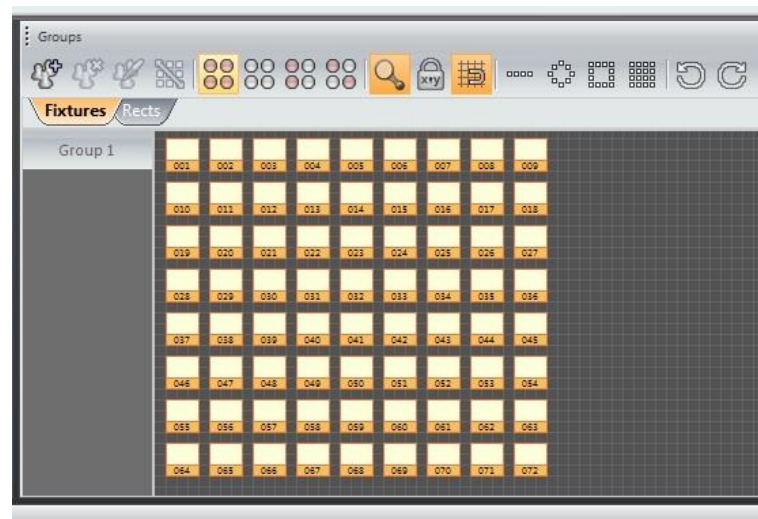 Groups
x+y
Fixtures Rects
Group 1
001 002 003 004 005 006 007 008 009
010 011 012 013 014 015 016 017 018
019 020 021 022 023 024 025 026 027
028 029 030 031 032 033 034 035 036
037 038 039 040 041 042 043 044 045
046 047 048 049 050 051 052 053 054
055 056 057 058 059 060 061 062 063
064 065 066 067 068 069 070 071 072